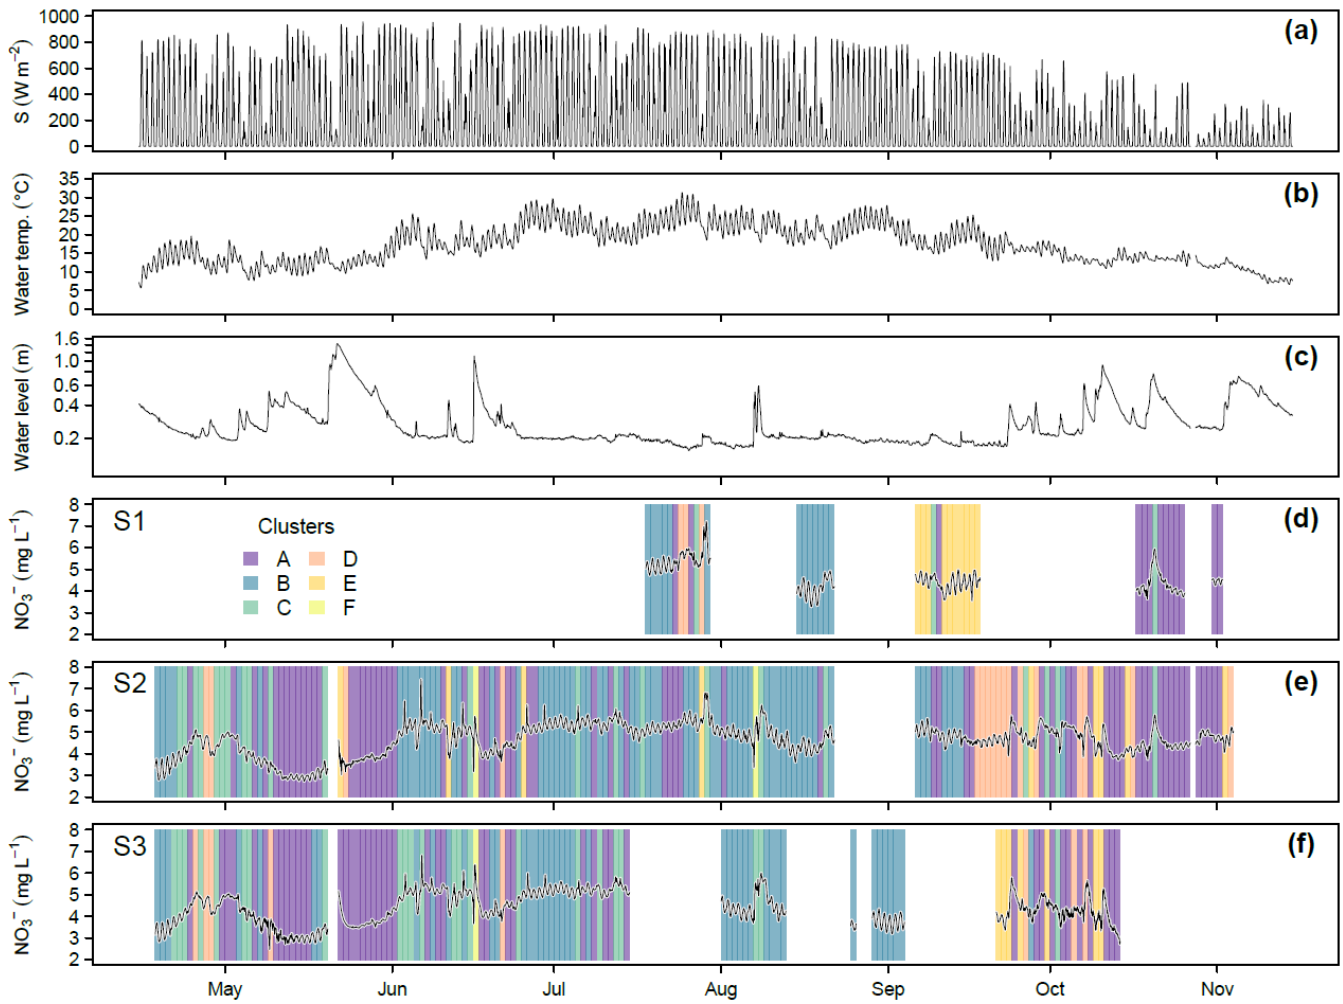 (a)
S (W m⁻²)
1000
800
600
400
200
0
(b)
Water temp. (°C)
35
30
25
20
15
10
5
0
(c)
Water level (m)
1.6
1.0
0.6
0.4
0.2
(d)
S1
NO₃⁻ (mg L⁻¹)
8
7
6
5
4
3
2
Clusters
A D
B E
C F
(e)
S2
NO₃⁻ (mg L⁻¹)
8
7
6
5
4
3
2
(f)
S3
NO₃⁻ (mg L⁻¹)
8
7
6
5
4
3
2
May Jun Jul Aug Sep Oct Nov